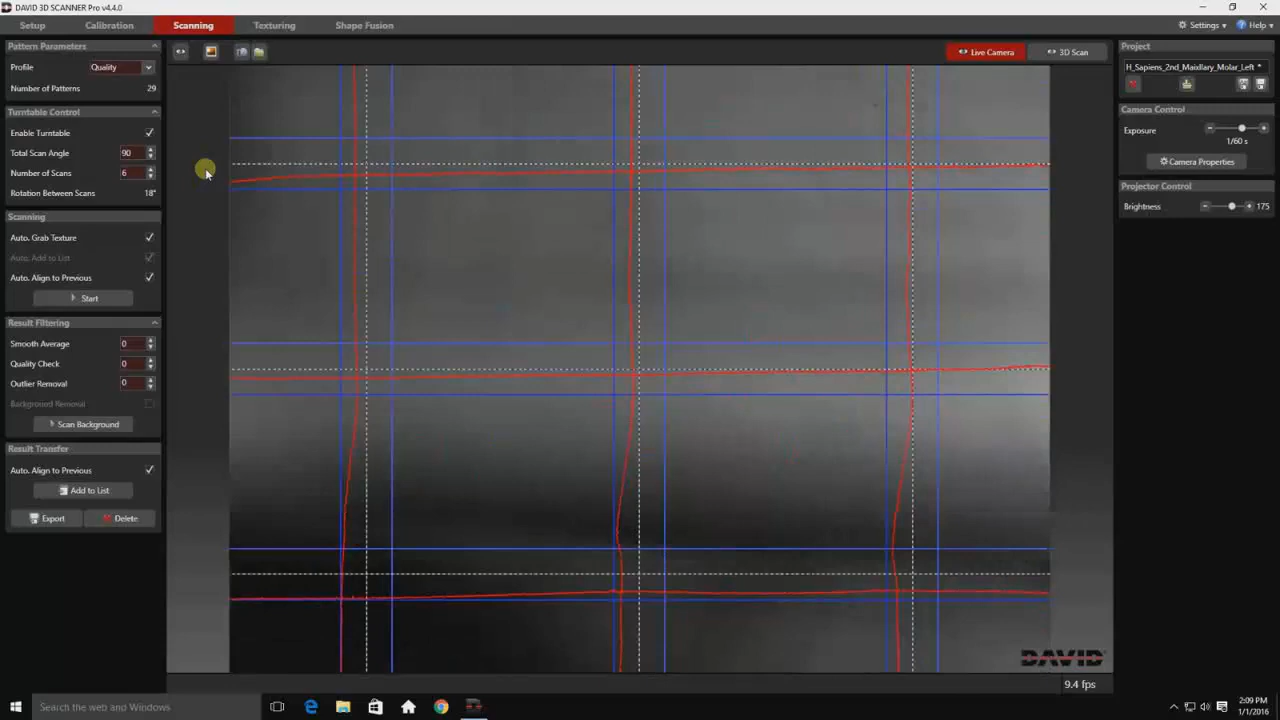 DAVID 3D SCANNER Pro v4.4.0
Setup Calibration Scanning Texturing Shape Fusion Settings Help
Pattern Parameters
Profile Quality
Number of Patterns 29
Turntable Control
Enable Turntable
Total Scan Angle 90
Number of Scans 6
Rotation Between Scans 18°
Scanning
Auto. Grab Texture
Auto. Add to List
Auto. Align to Previous
Start
Result Filtering
Smooth Average 0
Quality Check 0
Outlier Removal 0
Background Removal
Scan Background
Result Transfer
Auto. Align to Previous
Add to List
Export Delete
Live Camera 3D Scan
Project
H_Sapiens_2nd_Maixllary_Molar_Left *
Camera Control
Exposure
1/60 s
Camera Properties
Projector Control
Brightness 175
DAVID
9.4 fps
Search the web and Windows
2:09 PM
1/1/2016